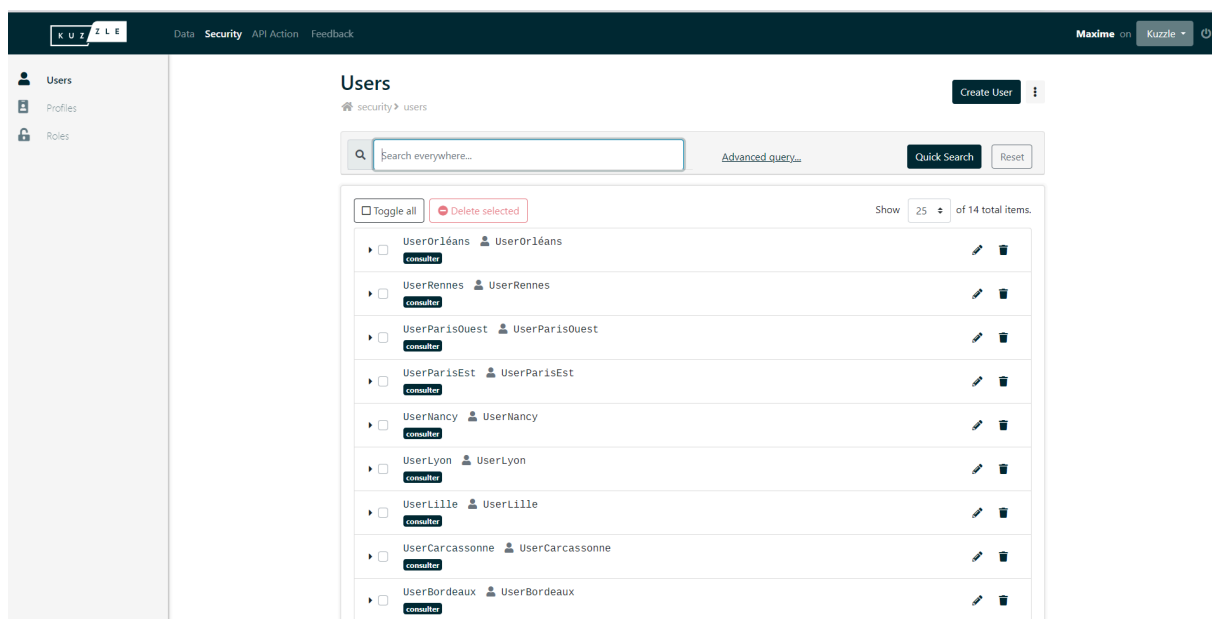 KUZZLE Data Security API Action Feedback Maxime on Kuzzle
Users
Profiles
Roles
Users
security > users
Create User
Search everywhere...
Advanced query...
Quick Search
Reset
Toggle all
Delete selected
Show 25 of 14 total items.
UserOrléans UserOrléans
consulter
UserRennes UserRennes
consulter
UserParisOuest UserParisOuest
consulter
UserParisEst UserParisEst
consulter
UserNancy UserNancy
consulter
UserLyon UserLyon
consulter
UserLille UserLille
consulter
UserCarcassonne UserCarcassonne
consulter
UserBordeaux UserBordeaux
consulter